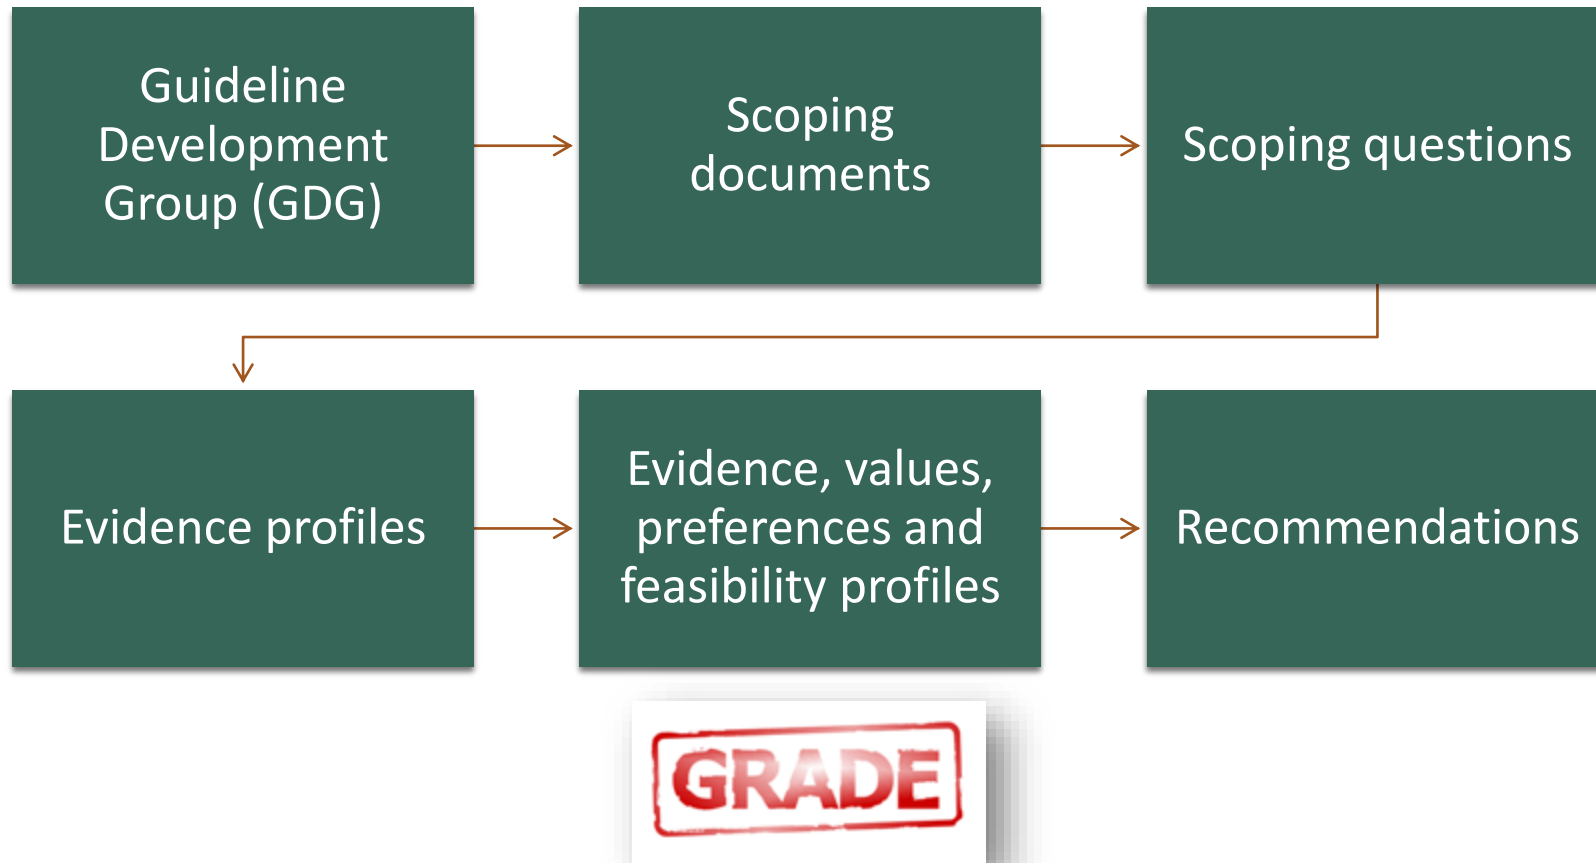 Guideline
Development
Group (GDG)
Scoping
documents
Scoping questions
Evidence profiles
Evidence, values,
preferences and
feasibility profiles
Recommendations
GRADE